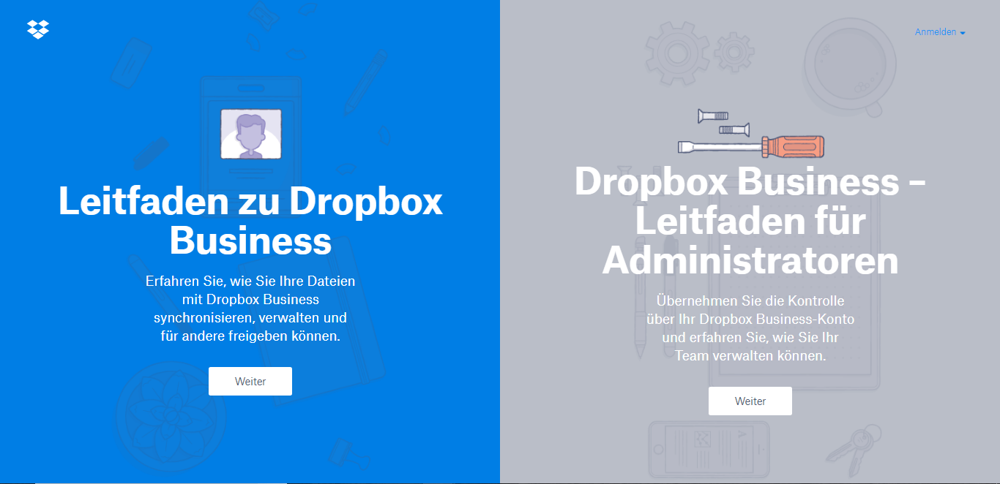 Leitfaden zu Dropbox
Business
Erfahren Sie, wie Sie Ihre Dateien
mit Dropbox Business
synchronisieren, verwalten und
für andere freigeben können.
Weiter
Anmelden
Dropbox Business –
Leitfaden für
Administratoren
Übernehmen Sie die Kontrolle
über Ihr Dropbox Business-Konto
und erfahren Sie, wie Sie Ihr
Team verwalten können.
Weiter